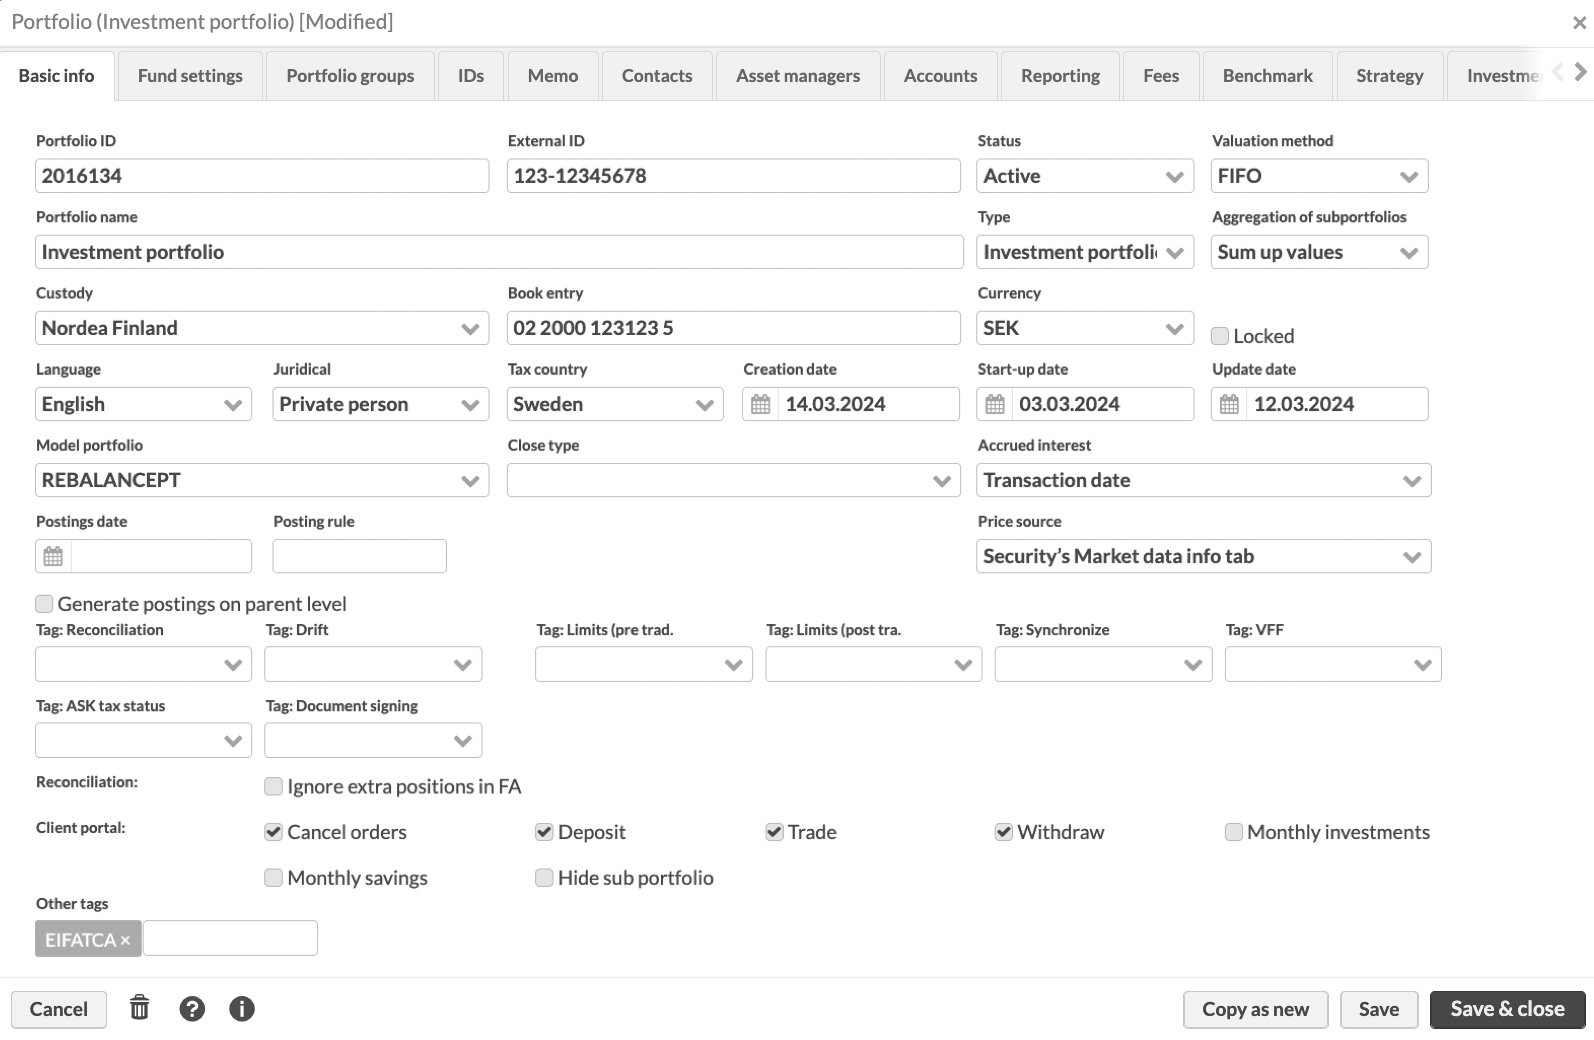 Portfolio (Investment portfolio) [Modified]
Basic info Fund settings Portfolio groups IDs Memo Contacts Asset managers Accounts Reporting Fees Benchmark Strategy Investme
Portfolio ID External ID Status Valuation method
2016134 123-12345678 Active FIFO
Portfolio name Type Aggregation of subportfolios
Investment portfolio Investment portfoli Sum up values
Custody Book entry Currency
Nordea Finland 02 2000 123123 5 SEK Locked
Language Juridical Tax country Creation date Start-up date Update date
English Private person Sweden 14.03.2024 03.03.2024 12.03.2024
Model portfolio Close type Accrued interest
REBALANCEPT Transaction date
Postings date Posting rule Price source
Security's Market data info tab
Generate postings on parent level
Tag: Reconciliation Tag: Drift Tag: Limits (pre trad. Tag: Limits (post tra. Tag: Synchronize Tag: VFF
Tag: ASK tax status Tag: Document signing
Reconciliation: Ignore extra positions in FA
Client portal: Cancel orders Deposit Trade Withdraw Monthly investments
Monthly savings Hide sub portfolio
Other tags
EIFATCA ×
Cancel Copy as new Save Save & close